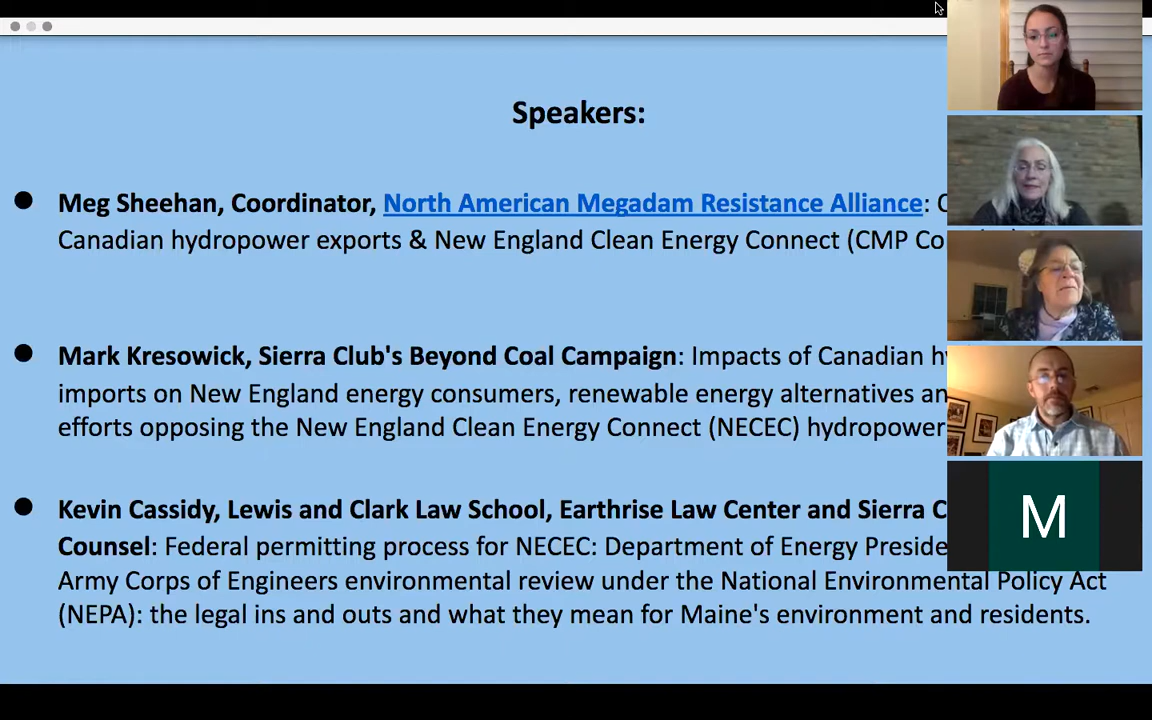 Speakers:
Meg Sheehan, Coordinator, North American Megadam Resistance Alliance:
Canadian hydropower exports & New England Clean Energy Connect (CMP
Mark Kresowick, Sierra Club's Beyond Coal Campaign: Impacts of Canadian
imports on New England energy consumers, renewable energy alternatives
efforts opposing the New England Clean Energy Connect (NECEC) hydropower
Kevin Cassidy, Lewis and Clark Law School, Earthrise Law Center and Sierra
Counsel: Federal permitting process for NECEC: Department of Energy
Army Corps of Engineers environmental review under the National Environmental Policy Act
(NEPA): the legal ins and outs and what they mean for Maine's environment and residents.
M